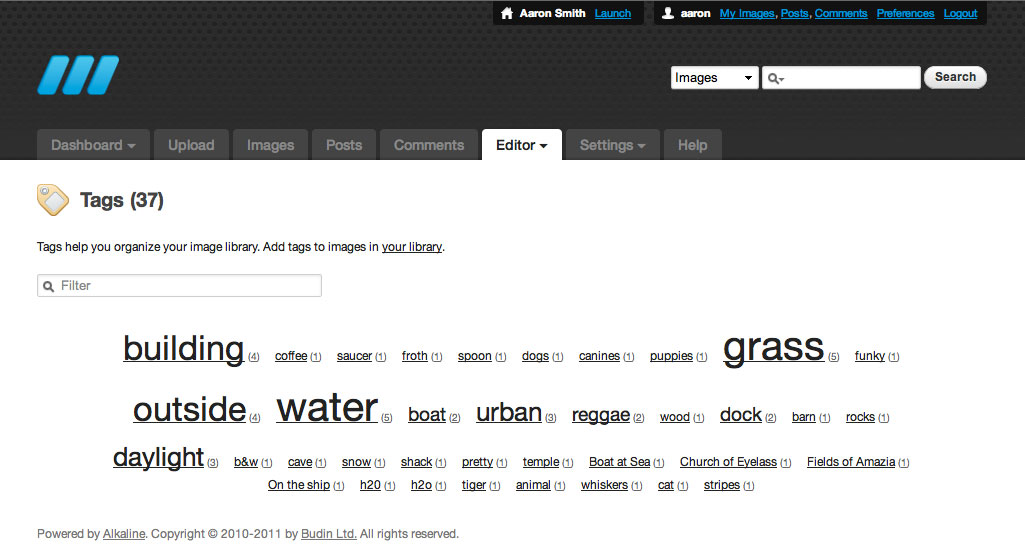 Aaron Smith Launch aaron My Images, Posts, Comments Preferences Logout
Images Search
Dashboard Upload Images Posts Comments Editor Settings Help
Tags (37)
Tags help you organize your image library. Add tags to images in your library.
Filter
building (4) coffee (1) saucer (1) froth (1) spoon (1) dogs (1) canines (1) puppies (1) grass (5) funky (1)
outside (4) water (5) boat (2) urban (3) reggae (2) wood (1) dock (2) barn (1) rocks (1)
daylight (3) b&w (1) cave (1) snow (1) shack (1) pretty (1) temple (1) Boat at Sea (1) Church of Eyelass (1) Fields of Amazia (1)
On the ship (1) h20 (1) h2o (1) tiger (1) animal (1) whiskers (1) cat (1) stripes (1)
Powered by Alkaline. Copyright © 2010-2011 by Budin Ltd. All rights reserved.